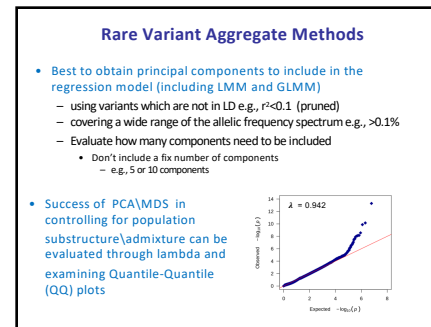 Rare Variant Aggregate Methods
• Best to obtain principal components to include in the
regression model (including LMM and GLMM)
– using variants which are not in LD e.g., r²<0.1 (pruned)
– covering a wide range of the allelic frequency spectrum e.g., >0.1%
– Evaluate how many components need to be included
• Don't include a fix number of components
– e.g., 5 or 10 components
• Success of PCA\MDS in
controlling for population
substructure\admixture can be
evaluated through lambda and
examining Quantile-Quantile
(QQ) plots
λ = 0.942
14
12
10
8
6
4
2
0
Observed −log₁₀(p)
0 2 4 6 8
Expected −log₁₀(p)